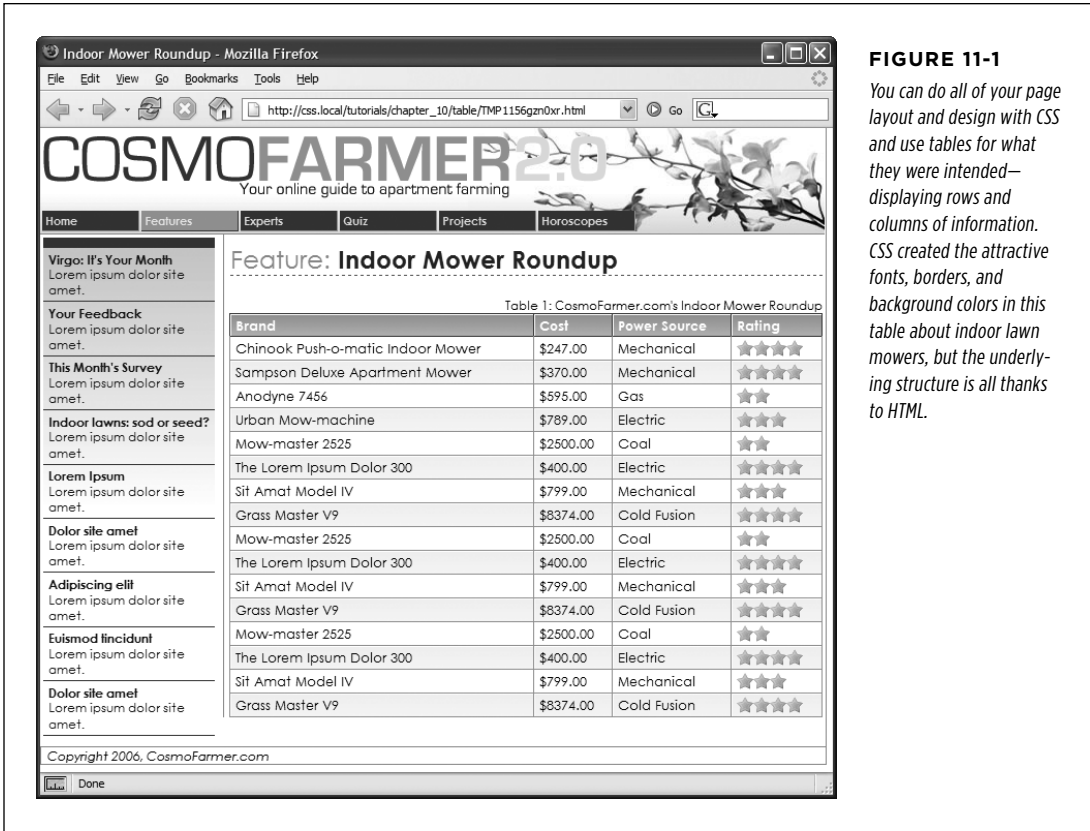 Indoor Mower Roundup - Mozilla Firefox
File Edit View Go Bookmarks Tools Help
http://css.local/tutorials/chapter_10/table/TMP1156gzn0xr.html Go G
COSMOFARMER2.0
Your online guide to apartment farming
Home Features Experts Quiz Projects Horoscopes
Virgo: It's Your Month
Lorem ipsum dolor site
amet.
Your Feedback
Lorem ipsum dolor site
amet.
This Month's Survey
Lorem ipsum dolor site
amet.
Indoor lawns: sod or seed?
Lorem ipsum dolor site
amet.
Lorem Ipsum
Lorem ipsum dolor site
amet.
Dolor site amet
Lorem ipsum dolor site
amet.
Adipiscing elit
Lorem ipsum dolor site
amet.
Euismod tincidunt
Lorem ipsum dolor site
amet.
Dolor site amet
Lorem ipsum dolor site
amet.
Feature: Indoor Mower Roundup
Table 1: CosmoFarmer.com's Indoor Mower Roundup
Brand Cost Power Source Rating
Chinook Push-o-matic Indoor Mower $247.00 Mechanical
Sampson Deluxe Apartment Mower $370.00 Mechanical
Anodyne 7456 $595.00 Gas
Urban Mow-machine $789.00 Electric
Mow-master 2525 $2500.00 Coal
The Lorem Ipsum Dolor 300 $400.00 Electric
Sit Amat Model IV $799.00 Mechanical
Grass Master V9 $8374.00 Cold Fusion
Mow-master 2525 $2500.00 Coal
The Lorem Ipsum Dolor 300 $400.00 Electric
Sit Amat Model IV $799.00 Mechanical
Grass Master V9 $8374.00 Cold Fusion
Mow-master 2525 $2500.00 Coal
The Lorem Ipsum Dolor 300 $400.00 Electric
Sit Amat Model IV $799.00 Mechanical
Grass Master V9 $8374.00 Cold Fusion
Copyright 2006, CosmoFarmer.com
Done
FIGURE 11-1
You can do all of your page
layout and design with CSS
and use tables for what
they were intended—
displaying rows and
columns of information.
CSS created the attractive
fonts, borders, and
background colors in this
table about indoor lawn
mowers, but the underly-
ing structure is all thanks
to HTML.